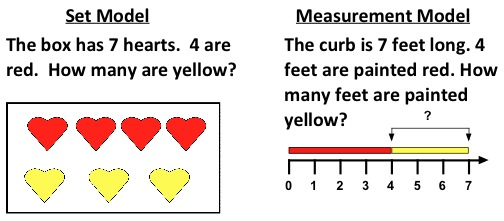 Set Model
The box has 7 hearts. 4 are
red. How many are yellow?
Measurement Model
The curb is 7 feet long. 4
feet are painted red. How
many feet are painted
yellow?
?
0 1 2 3 4 5 6 7